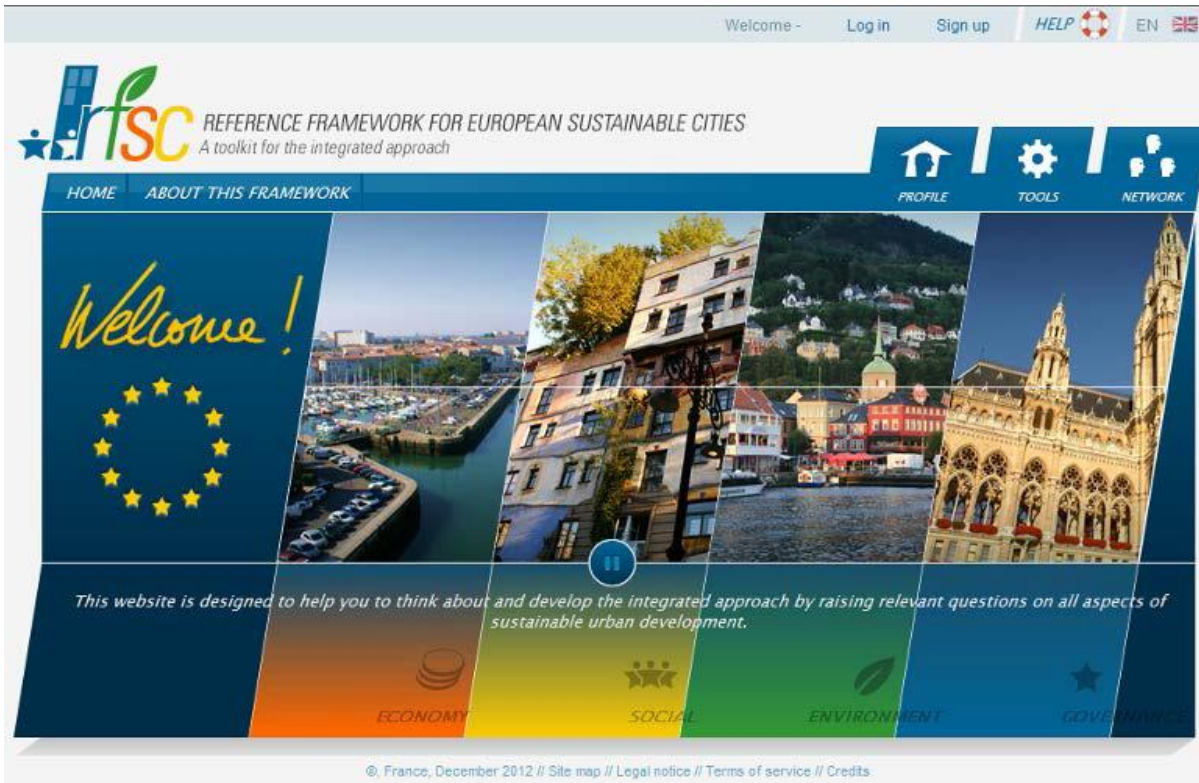 Welcome - Log in Sign up HELP EN
rfsc REFERENCE FRAMEWORK FOR EUROPEAN SUSTAINABLE CITIES
A toolkit for the integrated approach
HOME ABOUT THIS FRAMEWORK PROFILE TOOLS NETWORK
Welcome!
This website is designed to help you to think about and develop the integrated approach by raising relevant questions on all aspects of
sustainable urban development.
ECONOMY SOCIAL ENVIRONMENT GOVERNANCE
©, France, December 2012 // Site map // Legal notice // Terms of service // Credits